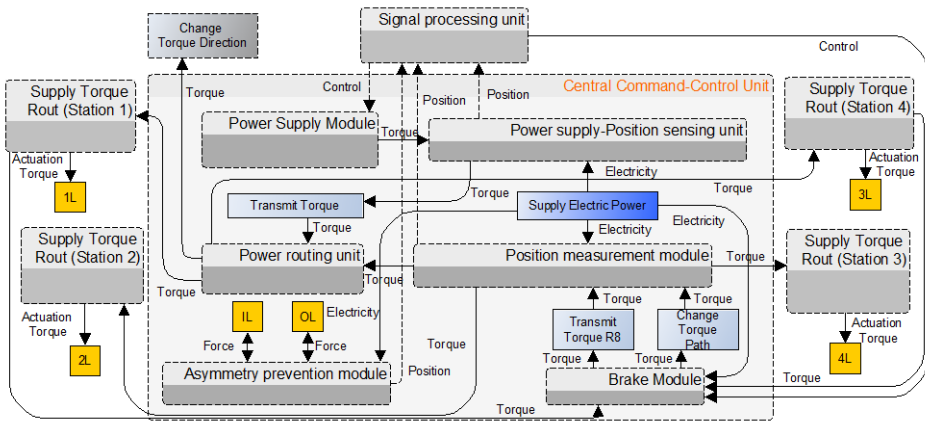 Change
Torque Direction
Signal processing unit
Control
Torque
Control
Position
Position
Central Command-Control Unit
Supply Torque
Rout (Station 1)
Supply Torque
Rout (Station 4)
Power Supply Module
Torque
Power supply-Position sensing unit
Actuation
Torque
Actuation
Torque
1L
3L
Electricity
Torque
Torque
Transmit Torque
Supply Electric Power
Electricity
Torque
Electricity
Supply Torque
Rout (Station 2)
Power routing unit
Position measurement module
Supply Torque
Rout (Station 3)
Torque
Torque
IL
OL
Electricity
Torque
Torque
Actuation
Torque
Transmit
Torque R8
Change
Torque
Path
Actuation
Torque
Force
Force
Torque
2L
4L
Asymmetry prevention module
Position
Torque
Torque
Brake Module
Torque
Torque